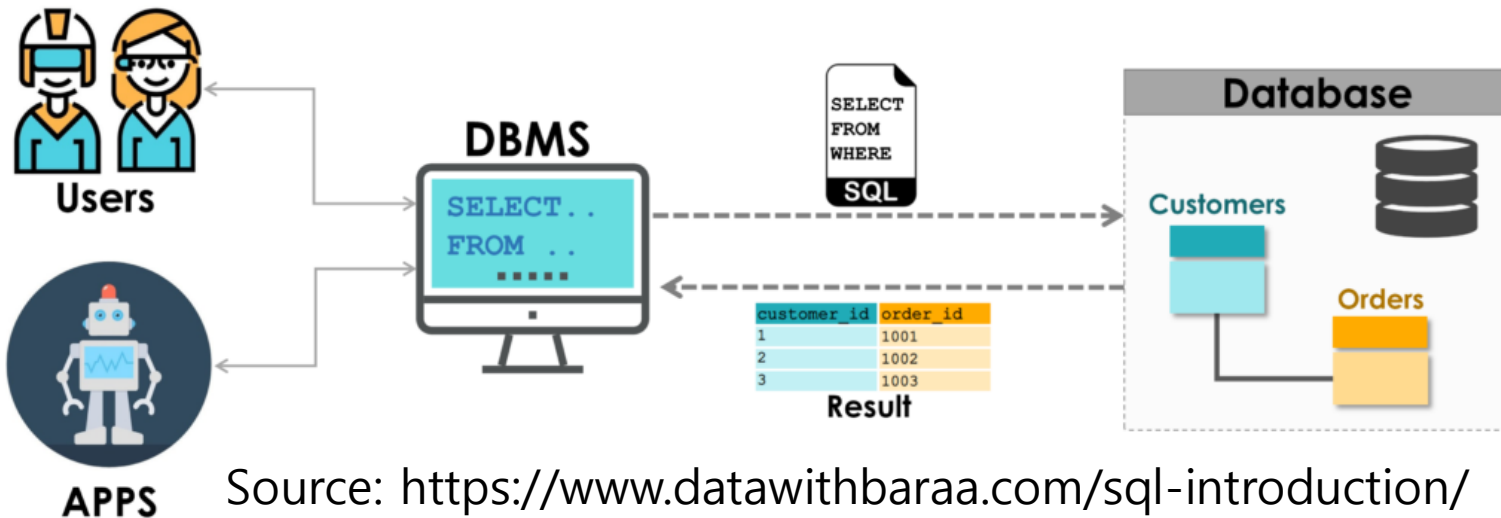 Users
APPS
DBMS
SELECT..
FROM ..
SELECT
FROM
WHERE
SQL
customer_id order_id
1 1001
2 1002
3 1003
Result
Database
Customers
Orders
Source: https://www.datawithbaraa.com/sql-introduction/